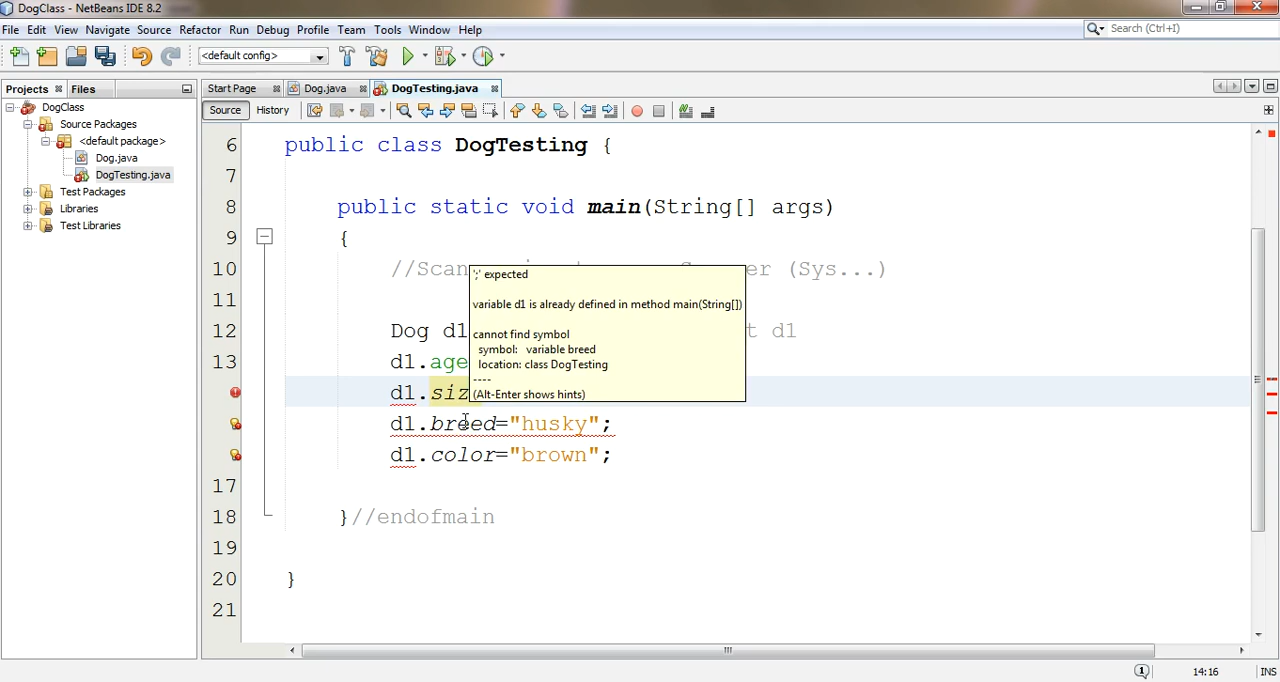 DogClass - NetBeans IDE 8.2
File Edit View Navigate Source Refactor Run Debug Profile Team Tools Window Help
Search (Ctrl+I)
<default config>
Projects Files
Start Page Dog.java DogTesting.java
DogClass
Source Packages
<default package>
Dog.java
DogTesting.java
Test Packages
Libraries
Test Libraries
Source History
6 public class DogTesting {
7
8 public static void main(String[] args)
9 {
10 //Scan er (Sys...)
11
12 Dog d1 t d1
13 d1.age
d1.siz
d1.breed="husky";
d1.color="brown";
17
18 }//endofmain
19
20 }
21
';' expected
variable d1 is already defined in method main(String[])
cannot find symbol
symbol: variable breed
location: class DogTesting
----
(Alt-Enter shows hints)
1 14:16 INS